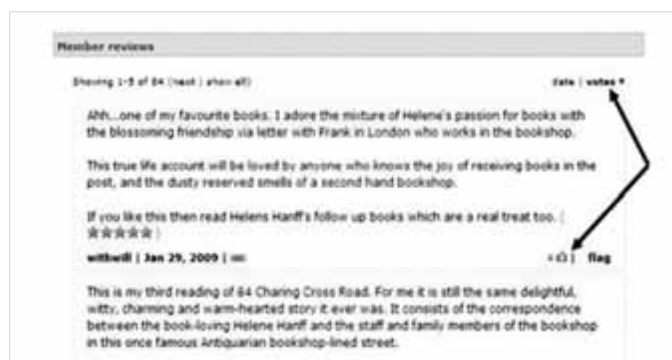 Member reviews
Showing 1-5 of 84 (next | show all)
date | votes
Ahh...one of my favourite books. I adore the mixture of Helene's passion for books with
the blossoming friendship via letter with Frank in London who works in the bookshop.
This true life account will be loved by anyone who knows the joy of receiving books in the
post, and the dusty reserved smells of a second hand bookshop.
If you like this then read Helens Hanff's follow up books which are a real treat too. (
★★★★★ )
withwill | Jan 29, 2009 |
| flag
This is my third reading of 84 Charing Cross Road. For me it is still the same delightful,
witty, charming and warm-hearted story it ever was. It consists of the correspondence
between the book-loving Helene Hanff and the staff and family members of the bookshop
in this once famous Antiquarian bookshop-lined street.